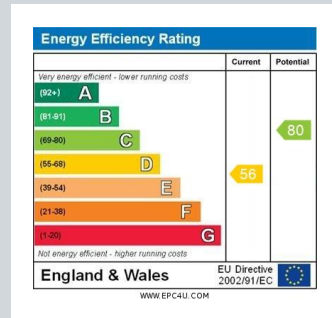 Energy Efficiency Rating
Current Potential
Very energy efficient - lower running costs
(92+) A
(81-91) B
(69-80) C
80
(55-68) D
56
(39-54) E
(21-38) F
(1-20) G
Not energy efficient - higher running costs
England & Wales
EU Directive
2002/91/EC
WWW.EPC4U.COM